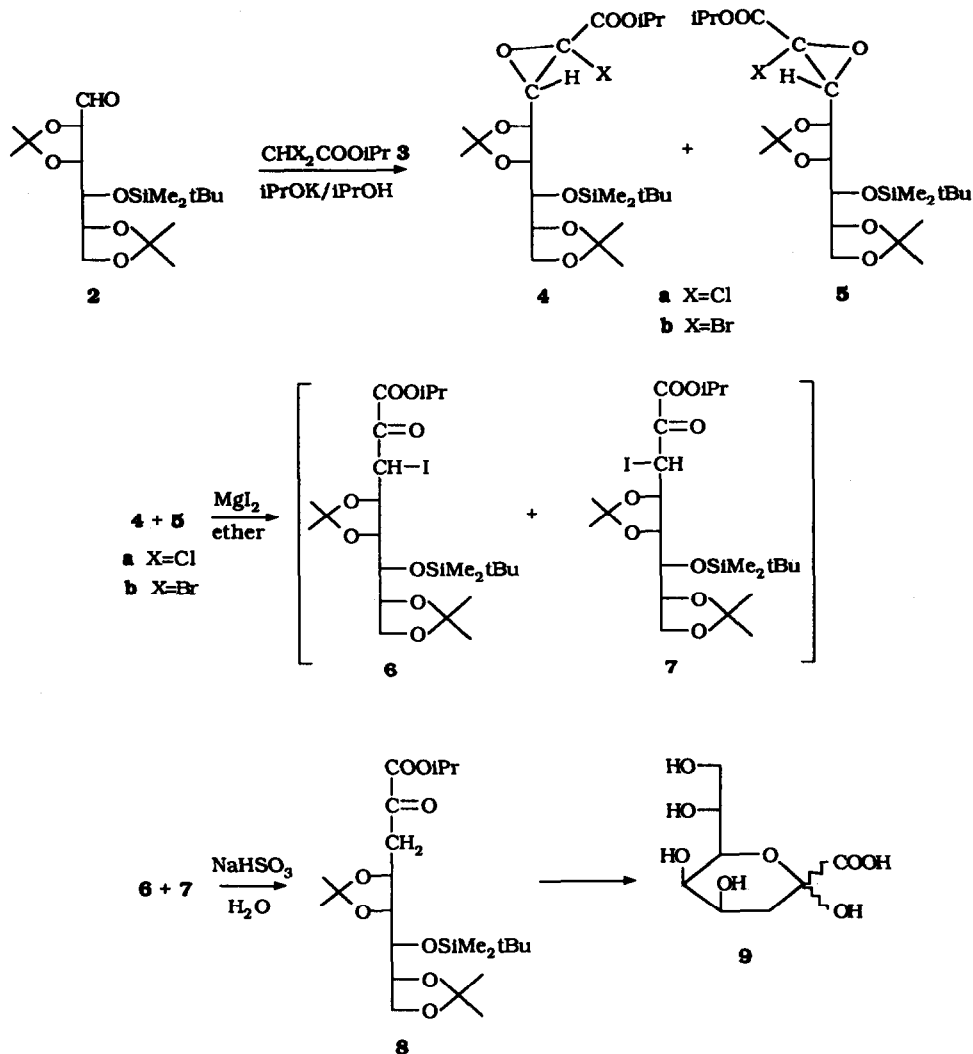 COOiPr
iPrOOC
O
C
X
H
C
O
C
X
H
C
CHO
O
O
OSiMe₂tBu
O
O
2
CHX₂COOiPr 3
iPrOK/iPrOH
O
O
OSiMe₂tBu
O
O
4
+
O
O
OSiMe₂tBu
O
O
5
a X=Cl
b X=Br
4 + 5
a X=Cl
b X=Br
MgI₂
ether
COOiPr
C=O
CH–I
O
O
OSiMe₂tBu
O
O
6
+
COOiPr
C=O
I–CH
O
O
OSiMe₂tBu
O
O
7
6 + 7
NaHSO₃
H₂O
COOiPr
C=O
CH₂
O
O
OSiMe₂tBu
O
O
8
HO
HO
HO
OH
O
COOH
OH
9